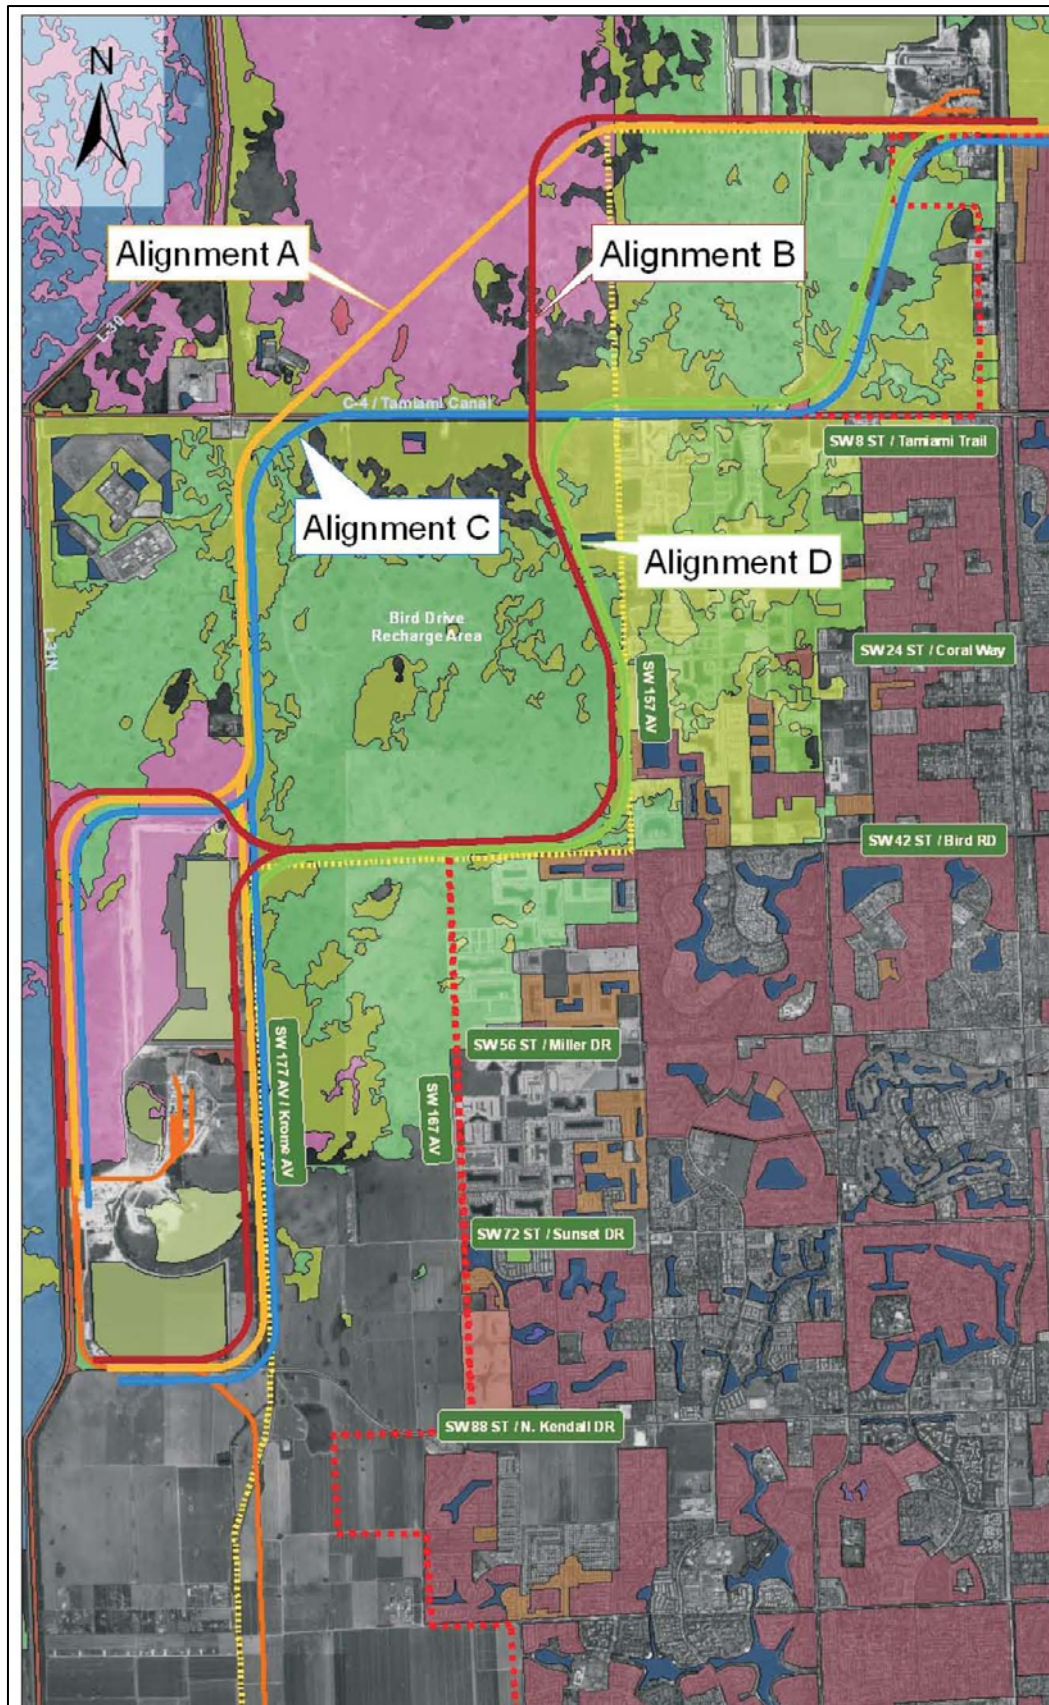 N
Alignment A
Alignment B
L-30
C-4 / Tamiami Canal
SW 8 ST / Tamiami Trail
Alignment C
Alignment D
Bird Drive
Recharge Area
SW 24 ST / Coral Way
L-31N
SW 157 AV
SW 42 ST / Bird RD
SW 56 ST / Miller DR
SW 177 AV / Krome AV
SW 167 AV
SW 72 ST / Sunset DR
SW 88 ST / N. Kendall DR